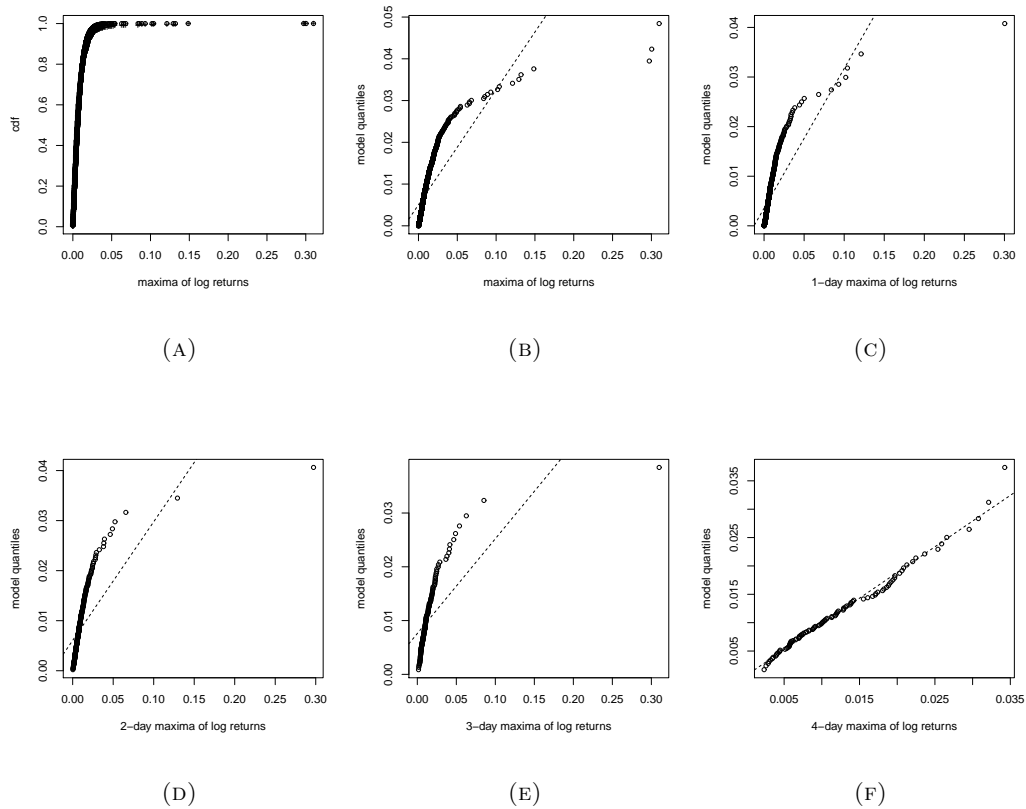 cdf
0.0 0.2 0.4 0.6 0.8 1.0
0.00 0.05 0.10 0.15 0.20 0.25 0.30
maxima of log returns
(A)
model quantiles
0.00 0.01 0.02 0.03 0.04 0.05
0.00 0.05 0.10 0.15 0.20 0.25 0.30
maxima of log returns
(B)
model quantiles
0.00 0.01 0.02 0.03 0.04
0.00 0.05 0.10 0.15 0.20 0.25 0.30
1-day maxima of log returns
(C)
model quantiles
0.00 0.01 0.02 0.03 0.04
0.00 0.05 0.10 0.15 0.20 0.25 0.30
2-day maxima of log returns
(D)
model quantiles
0.00 0.01 0.02 0.03
0.00 0.05 0.10 0.15 0.20 0.25 0.30
3-day maxima of log returns
(E)
model quantiles
0.005 0.015 0.025 0.035
0.005 0.015 0.025 0.035
4-day maxima of log returns
(F)